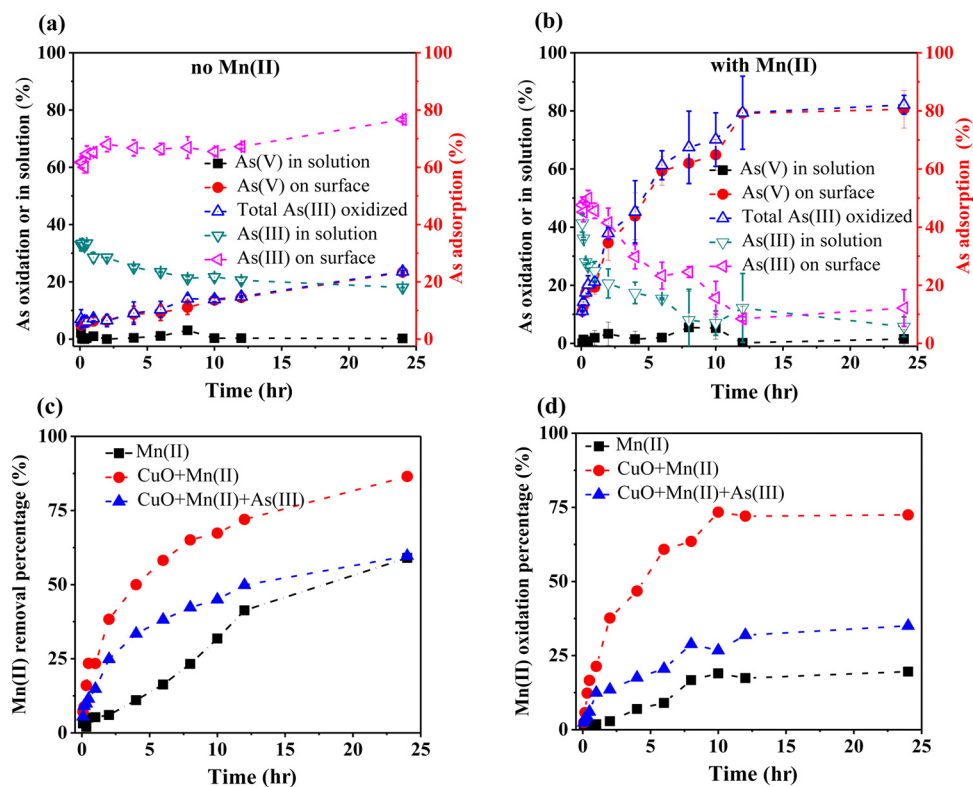 (a)
no Mn(II)
As oxidation or in solution (%)
As adsorption (%)
100
80
60
40
20
0
100
80
60
40
20
0
As(V) in solution
As(V) on surface
Total As(III) oxidized
As(III) in solution
As(III) on surface
0 5 10 15 20 25
Time (hr)
(b)
with Mn(II)
As oxidation or in solution (%)
As adsorption (%)
100
80
60
40
20
0
100
80
60
40
20
0
As(V) in solution
As(V) on surface
Total As(III) oxidized
As(III) in solution
As(III) on surface
0 5 10 15 20 25
Time (hr)
(c)
Mn(II) removal percentage (%)
100
75
50
25
0
Mn(II)
CuO+Mn(II)
CuO+Mn(II)+As(III)
0 5 10 15 20 25
Time (hr)
(d)
Mn(II) oxidation percentage (%)
100
75
50
25
0
Mn(II)
CuO+Mn(II)
CuO+Mn(II)+As(III)
0 5 10 15 20 25
Time (hr)